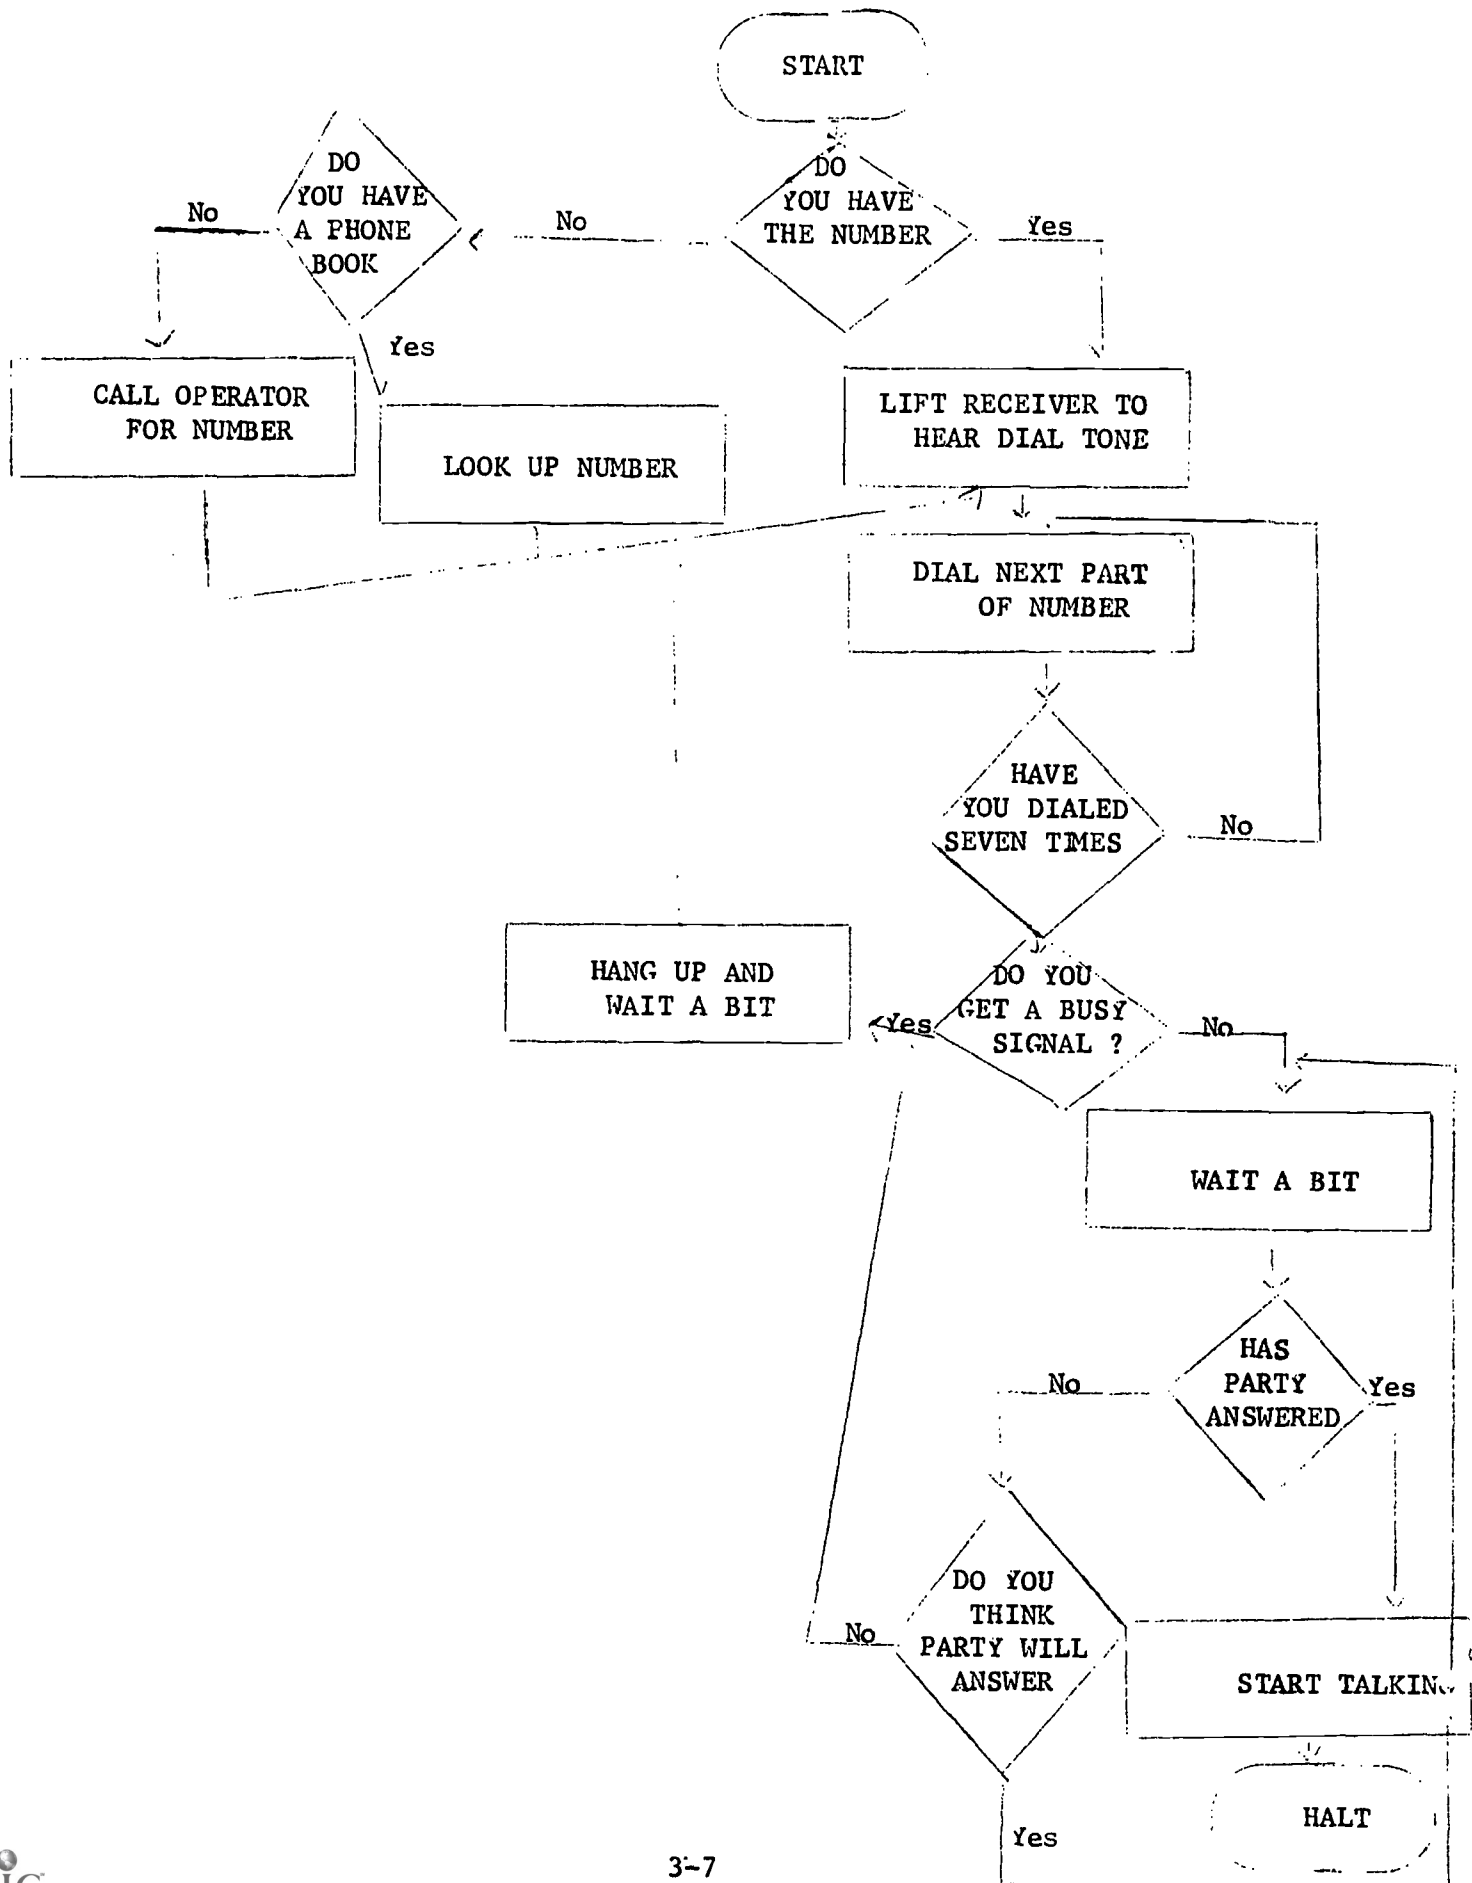 START
DO
YOU HAVE
A PHONE
BOOK
No
Yes
No
DO
YOU HAVE
THE NUMBER
Yes
CALL OPERATOR
FOR NUMBER
LOOK UP NUMBER
LIFT RECEIVER TO
HEAR DIAL TONE
DIAL NEXT PART
OF NUMBER
HAVE
YOU DIALED
SEVEN TIMES
No
HANG UP AND
WAIT A BIT
Yes
DO YOU
GET A BUSY
SIGNAL ?
No
WAIT A BIT
HAS
PARTY
ANSWERED
No
Yes
DO YOU
THINK
PARTY WILL
ANSWER
No
START TALKING
Yes
HALT
3-7